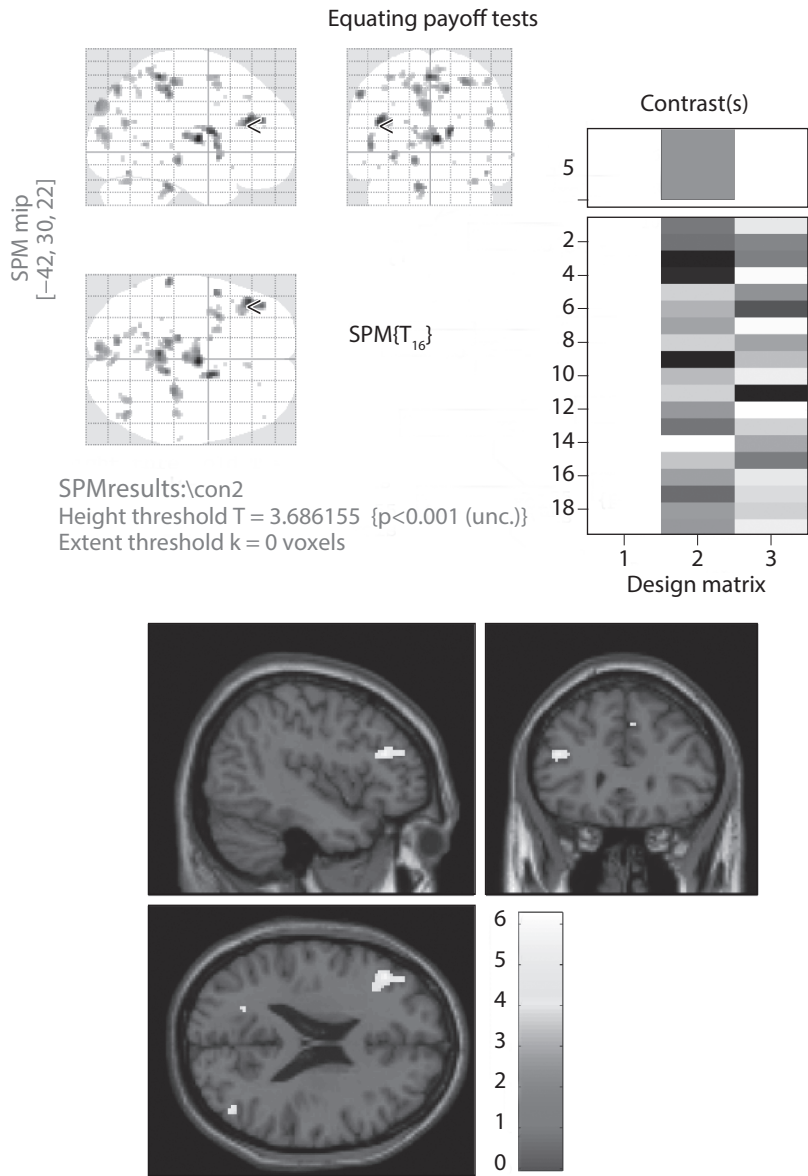 Equating payoff tests
SPM mip
[−42, 30, 22]
<
<
<
SPM{T16}
SPMresults:\con2
Height threshold T = 3.686155 {p<0.001 (unc.)}
Extent threshold k = 0 voxels
Contrast(s)
5
2
4
6
8
10
12
14
16
18
1 2 3
Design matrix
6
5
4
3
2
1
0